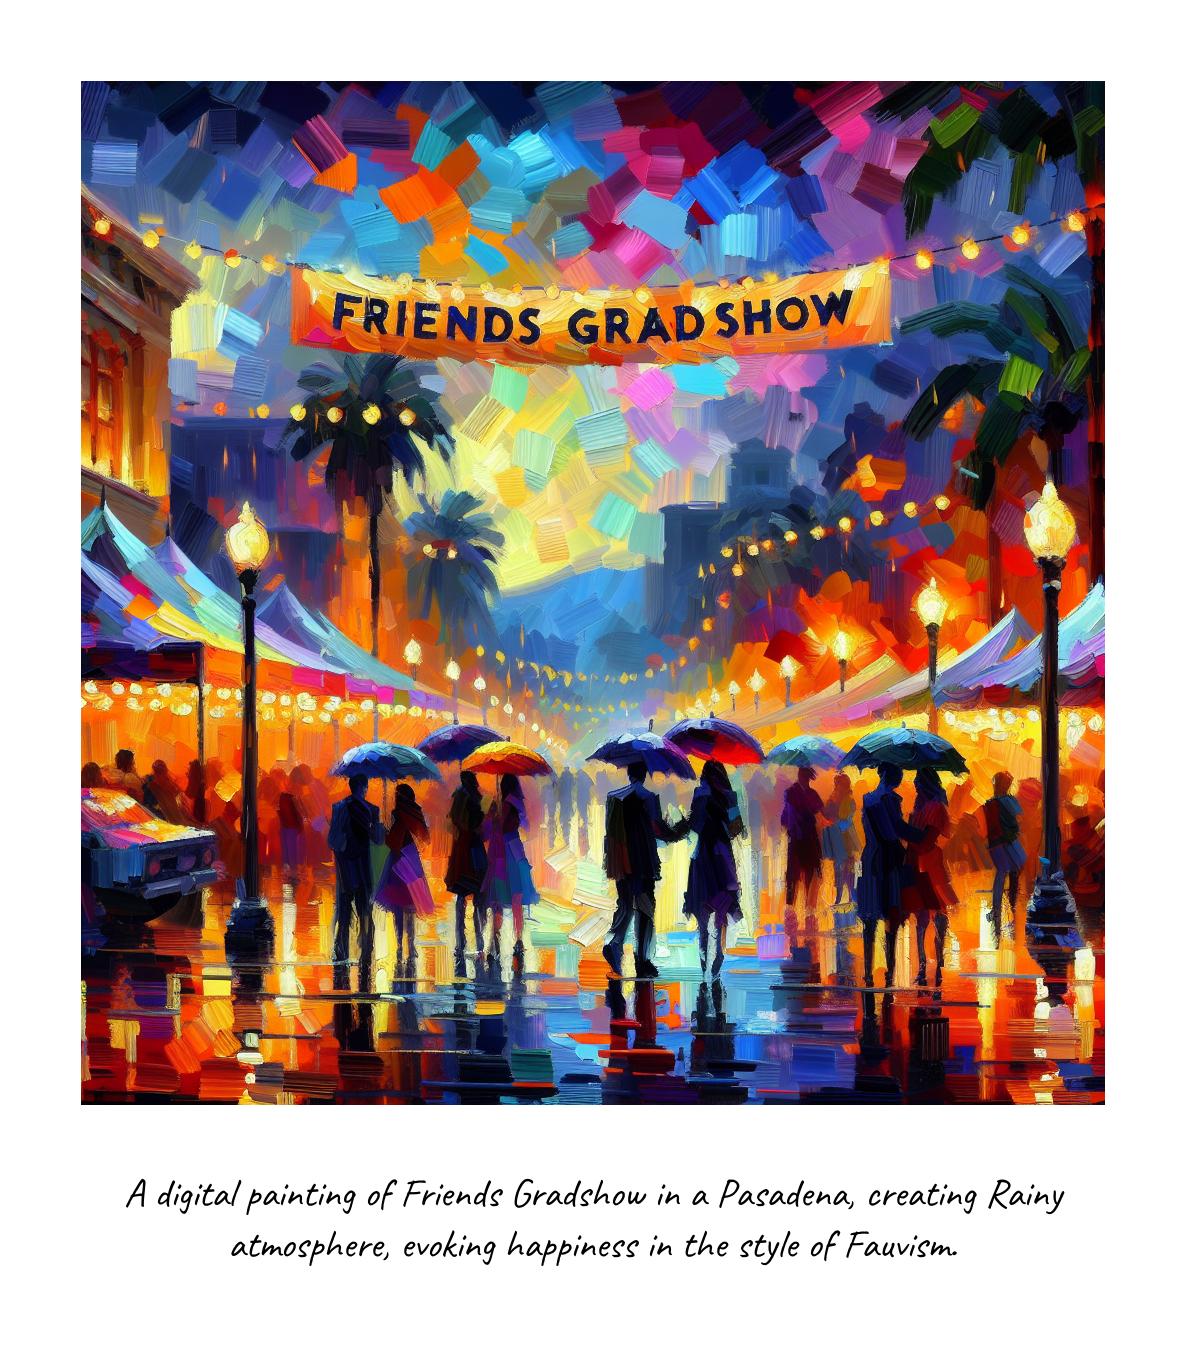 FRIENDS GRADSHOW
A digital painting of Friends Gradshow in a Pasadena, creating Rainy
atmosphere, evoking happiness in the style of Fauvism.